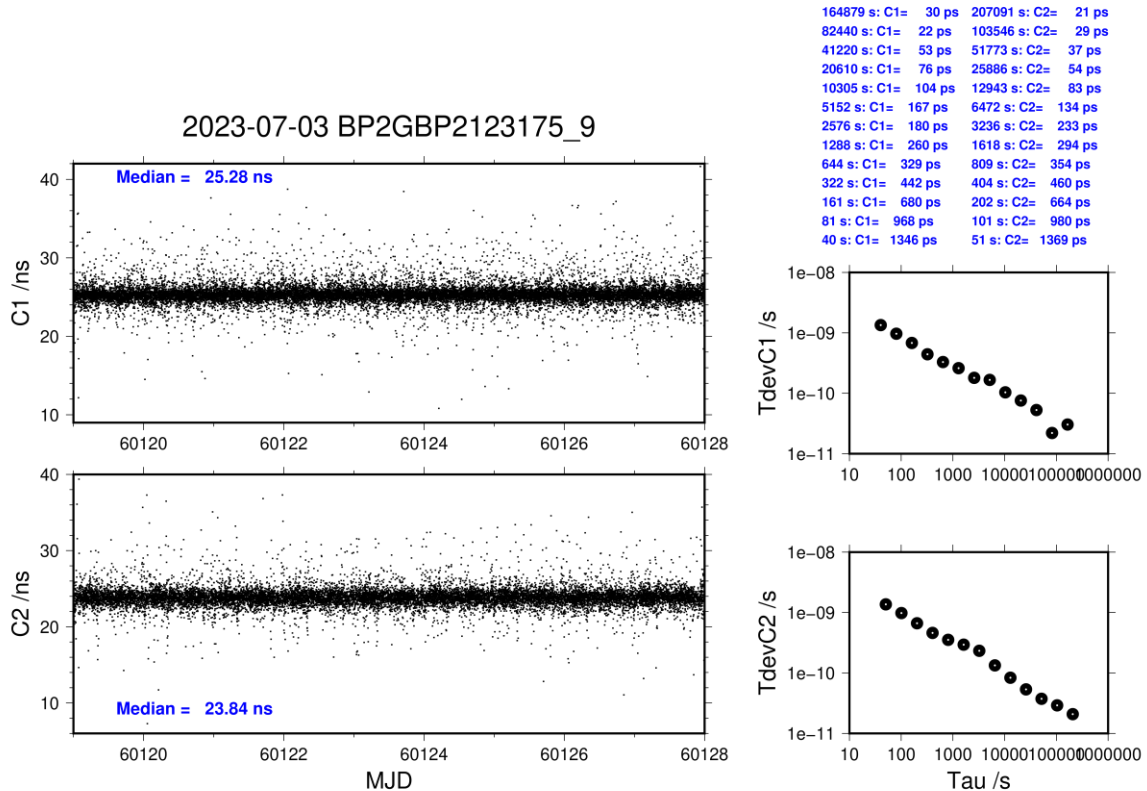 164879 s: C1= 30 ps 207091 s: C2= 21 ps
82440 s: C1= 22 ps 103546 s: C2= 29 ps
41220 s: C1= 53 ps 51773 s: C2= 37 ps
20610 s: C1= 76 ps 25886 s: C2= 54 ps
10305 s: C1= 104 ps 12943 s: C2= 83 ps
5152 s: C1= 167 ps 6472 s: C2= 134 ps
2576 s: C1= 180 ps 3236 s: C2= 233 ps
1288 s: C1= 260 ps 1618 s: C2= 294 ps
644 s: C1= 329 ps 809 s: C2= 354 ps
322 s: C1= 442 ps 404 s: C2= 460 ps
161 s: C1= 680 ps 202 s: C2= 664 ps
81 s: C1= 968 ps 101 s: C2= 980 ps
40 s: C1= 1346 ps 51 s: C2= 1369 ps
2023-07-03 BP2GBP2123175_9
Median = 25.28 ns
C1 /ns
40
30
20
10
60120 60122 60124 60126 60128
TdevC1 /s
1e−08
1e−09
1e−10
1e−11
10 100 1000 10000 100000 1000000
C2 /ns
40
30
20
10
Median = 23.84 ns
60120 60122 60124 60126 60128
MJD
TdevC2 /s
1e−08
1e−09
1e−10
1e−11
10 100 1000 10000 100000 1000000
Tau /s